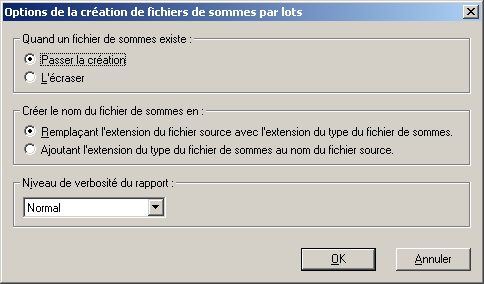 Options de la création de fichiers de sommes par lots
Quand un fichier de sommes existe :
Passer la création
L'écraser
Créer le nom du fichier de sommes en :
Remplaçant l'extension du fichier source avec l'extension du type du fichier de sommes.
Ajoutant l'extension du type du fichier de sommes au nom du fichier source.
Niveau de verbosité du rapport :
Normal
OK
Annuler